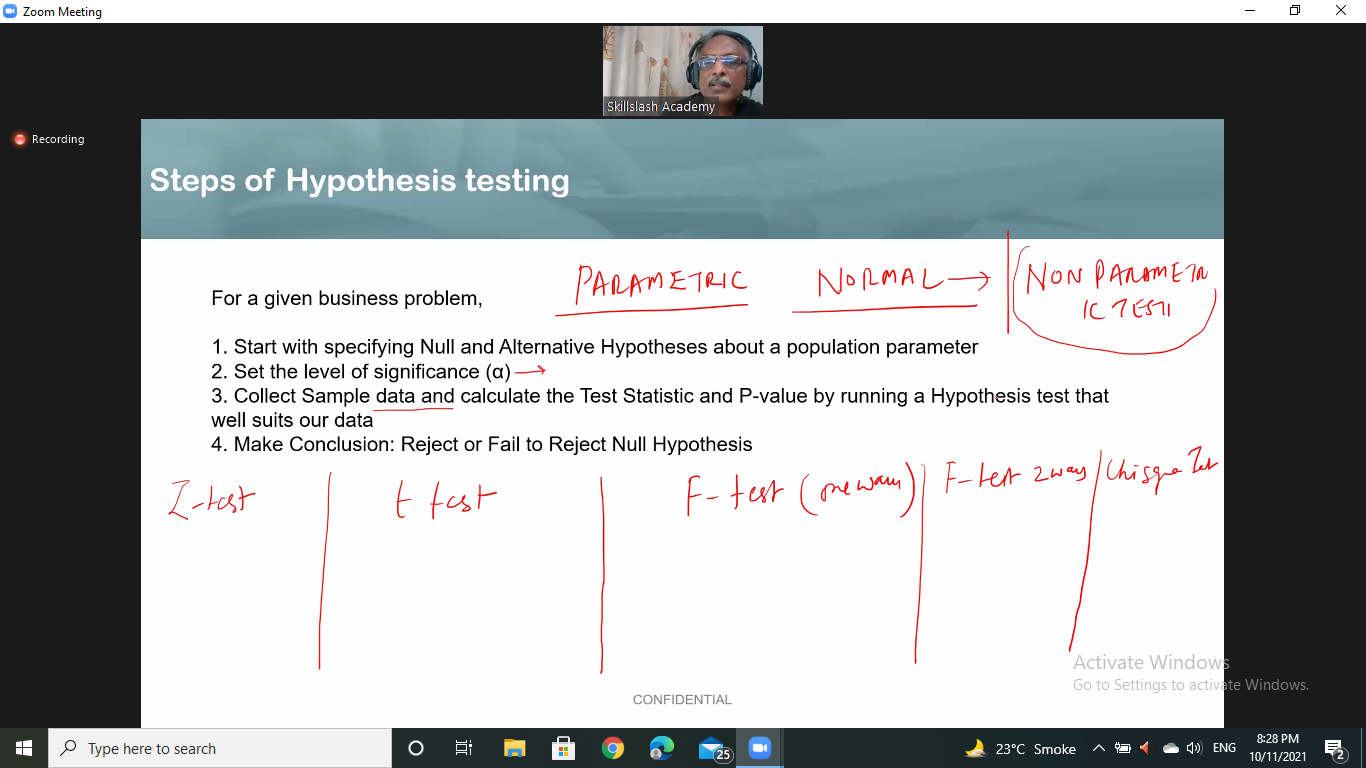 Zoom Meeting
Skillslash Academy
Recording
Steps of Hypothesis testing
PARAMETRIC NORMAL → NON PARAMETR
IC TEST
For a given business problem,
1. Start with specifying Null and Alternative Hypotheses about a population parameter
2. Set the level of significance (α) →
3. Collect Sample data and calculate the Test Statistic and P-value by running a Hypothesis test that
well suits our data
4. Make Conclusion: Reject or Fail to Reject Null Hypothesis
Z-test t test F-test (one way) F-test 2 way
Activate Windows
Go to Settings to activate Windows.
CONFIDENTIAL
Type here to search
25
23°C Smoke
ENG
8:28 PM
10/11/2021
2